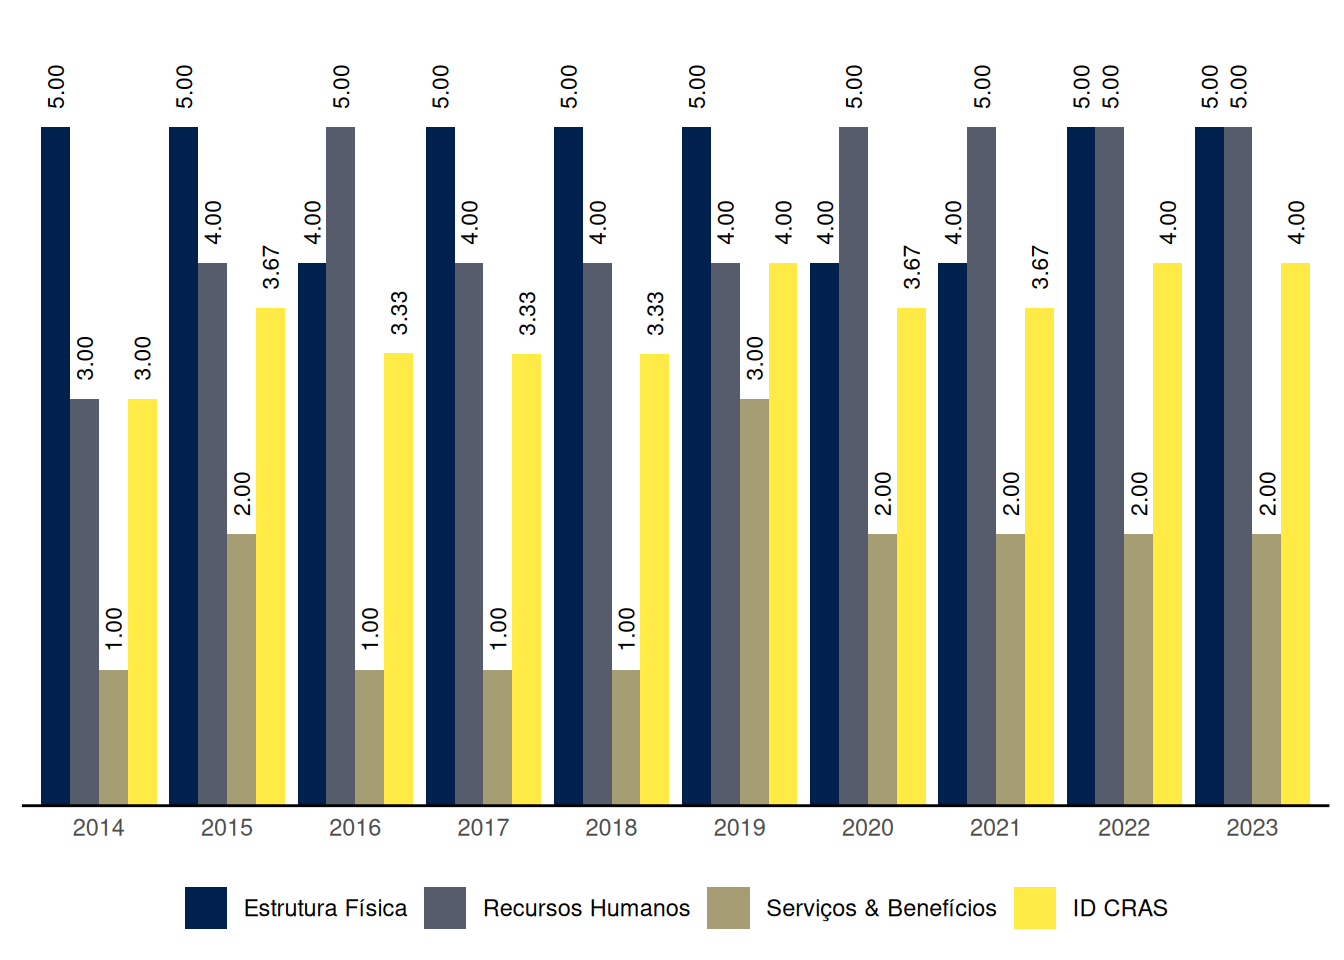 5.00 5.00 5.00 5.00 5.00 5.00 5.00 5.00 5.00 5.00 5.00 5.00
4.00 4.00 4.00 4.00 4.00 4.00 4.00 4.00 4.00 4.00
3.67 3.67 3.67
3.33 3.33 3.33
3.00 3.00 3.00
2.00 2.00 2.00 2.00 2.00
1.00 1.00 1.00 1.00
2014 2015 2016 2017 2018 2019 2020 2021 2022 2023
Estrutura Física Recursos Humanos Serviços & Benefícios ID CRAS